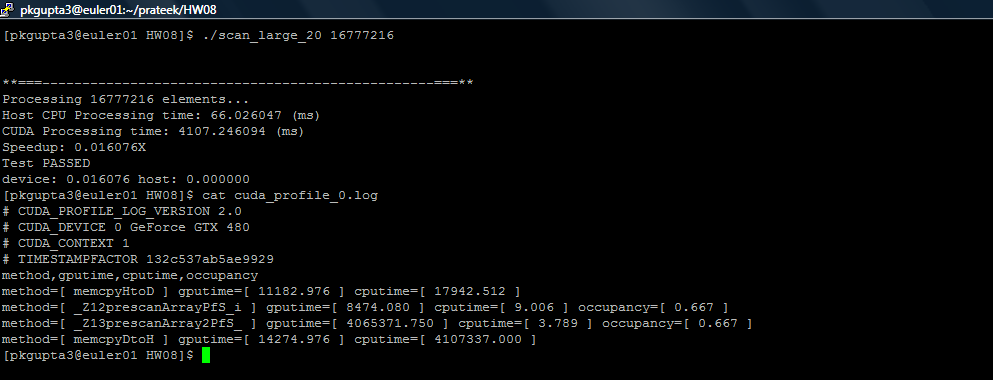 pkgupta3@euler01:~/prateek/HW08
[pkgupta3@euler01 HW08]$ ./scan_large_20 16777216
**===-------------------------------------------------===**
Processing 16777216 elements...
Host CPU Processing time: 66.026047 (ms)
CUDA Processing time: 4107.246094 (ms)
Speedup: 0.016076X
Test PASSED
device: 0.016076 host: 0.000000
[pkgupta3@euler01 HW08]$ cat cuda_profile_0.log
# CUDA_PROFILE_LOG_VERSION 2.0
# CUDA_DEVICE 0 GeForce GTX 480
# CUDA_CONTEXT 1
# TIMESTAMPFACTOR 132c537ab5ae9929
method,gputime,cputime,occupancy
method=[ memcpyHtoD ] gputime=[ 11182.976 ] cputime=[ 17942.512 ]
method=[ _Z12prescanArrayPfS_i ] gputime=[ 8474.080 ] cputime=[ 9.006 ] occupancy=[ 0.667 ]
method=[ _Z13prescanArray2PfS_ ] gputime=[ 4065371.750 ] cputime=[ 3.789 ] occupancy=[ 0.667 ]
method=[ memcpyDtoH ] gputime=[ 14274.976 ] cputime=[ 4107337.000 ]
[pkgupta3@euler01 HW08]$